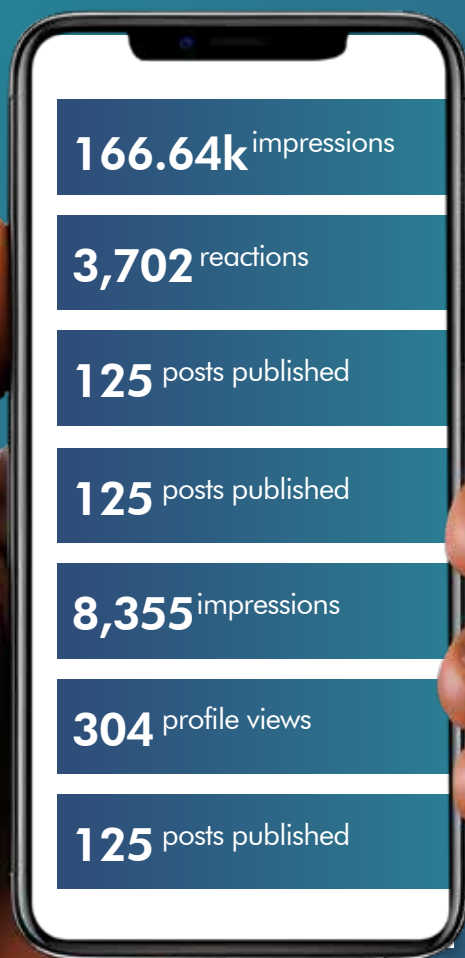 166.64k impressions
3,702 reactions
125 posts published
125 posts published
8,355 impressions
304 profile views
125 posts published